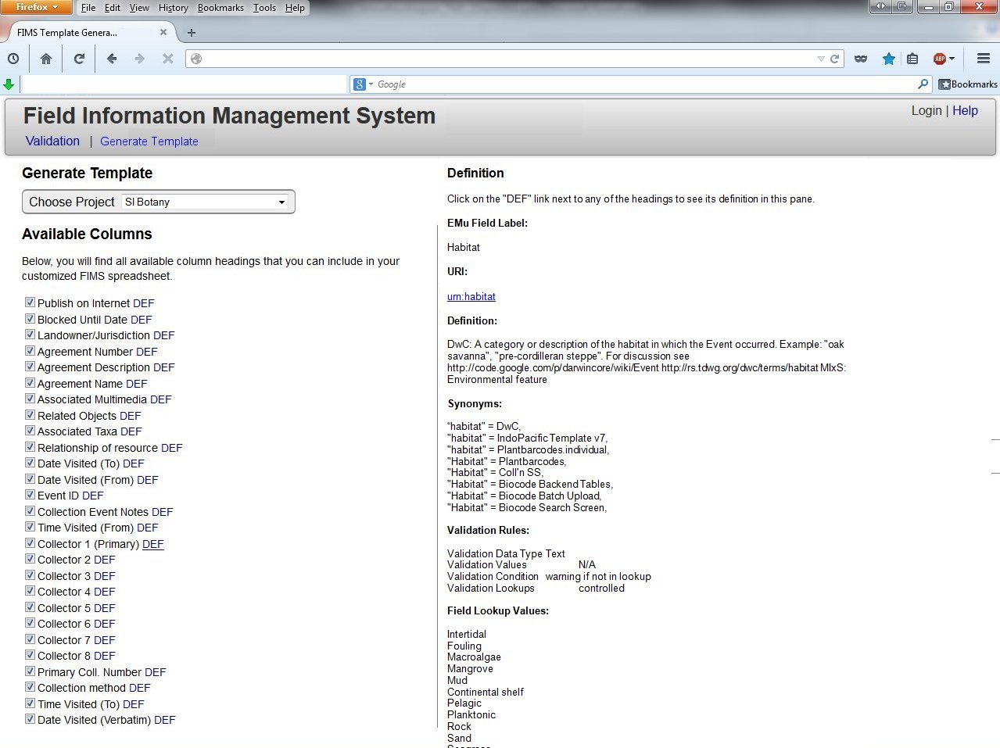 Firefox
File Edit View History Bookmarks Tools Help
FIMS Template Genera...
ABP
8 Google
Bookmarks
Field Information Management System
Login | Help
Validation | Generate Template
Generate Template
Choose Project SI Botany
Available Columns
Below, you will find all available column headings that you can include in your
customized FIMS spreadsheet.
Publish on Internet DEF
Blocked Until Date DEF
Landowner/Jurisdiction DEF
Agreement Number DEF
Agreement Description DEF
Agreement Name DEF
Associated Multimedia DEF
Related Objects DEF
Associated Taxa DEF
Relationship of resource DEF
Date Visited (To) DEF
Date Visited (From) DEF
Event ID DEF
Collection Event Notes DEF
Time Visited (From) DEF
Collector 1 (Primary) DEF
Collector 2 DEF
Collector 3 DEF
Collector 4 DEF
Collector 5 DEF
Collector 6 DEF
Collector 7 DEF
Collector 8 DEF
Primary Coll. Number DEF
Collection method DEF
Time Visited (To) DEF
Date Visited (Verbatim) DEF
Definition
Click on the "DEF" link next to any of the headings to see its definition in this pane.
EMu Field Label:
Habitat
URI:
urn:habitat
Definition:
DwC: A category or description of the habitat in which the Event occurred. Example: "oak
savanna", "pre-cordilleran steppe". For discussion see
http://code.google.com/p/darwincore/wiki/Event http://rs.tdwg.org/dwc/terms/habitat MIxS:
Environmental feature
Synonyms:
“habitat" = DwC,
"habitat" = IndoPacific Template v7,
"habitat" = Plantbarcodes.individual,
"Habitat" = Plantbarcodes,
"Habitat" = Coll'n SS,
"Habitat" = Biocode Backend Tables,
"Habitat" = Biocode Batch Upload,
"Habitat" = Biocode Search Screen,
Validation Rules:
Validation Data Type Text
Validation Values N/A
Validation Condition warning if not in lookup
Validation Lookups controlled
Field Lookup Values:
Intertidal
Fouling
Macroalgae
Mangrove
Mud
Continental shelf
Pelagic
Planktonic
Rock
Sand